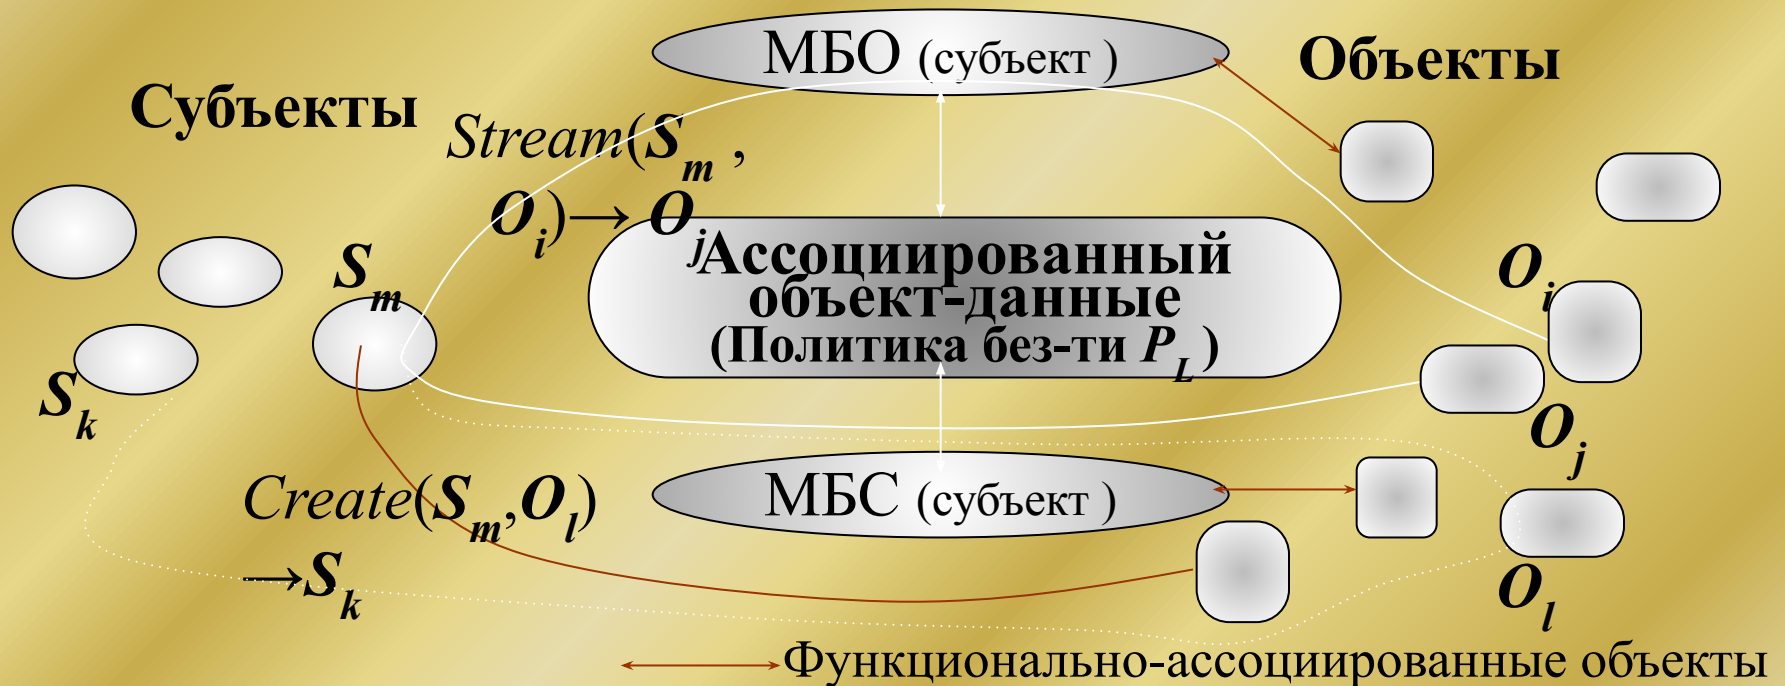 МБО (субъект )
Объекты
Субъекты
Stream(Sm ,
Oi)→ Oj
Ассоциированный
объект-данные
(Политика без-ти PL )
Sm
Oi
Sk
Oj
МБС (субъект )
Create(Sm,Ol)
→Sk
Ol
Функционально-ассоциированные объекты